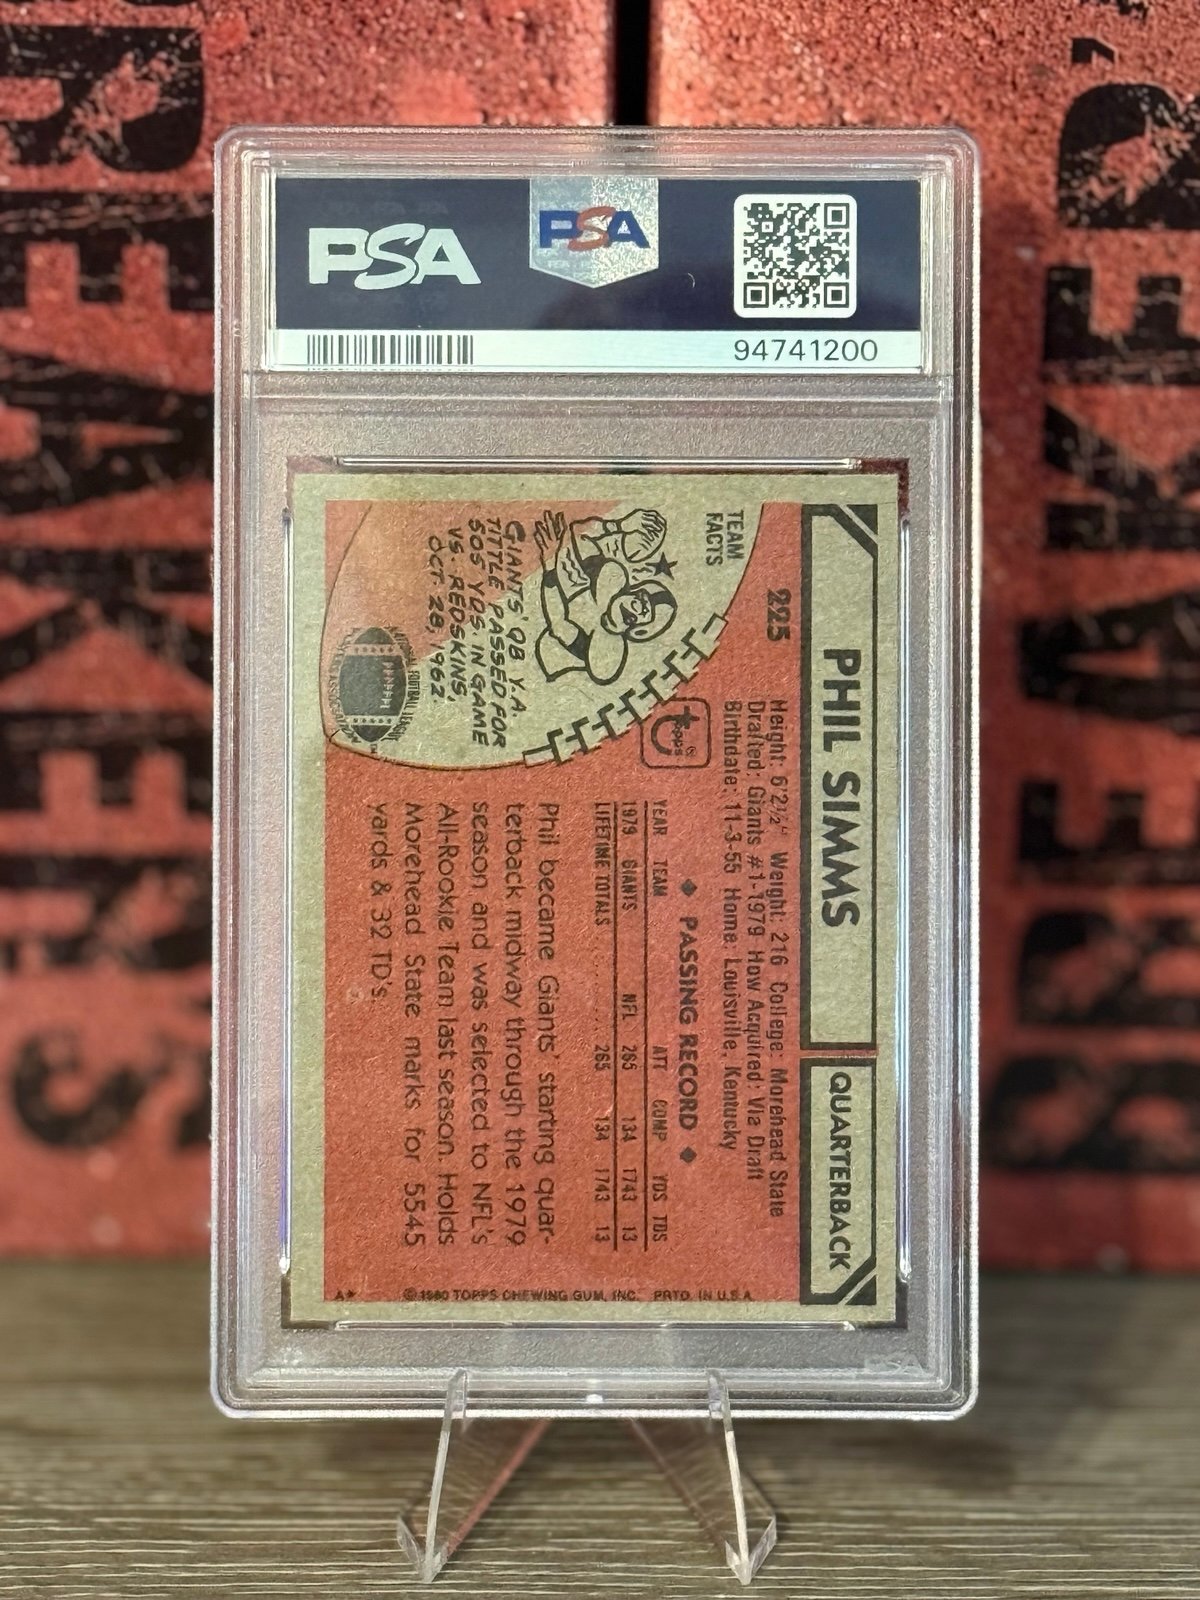 PSA
PSA
94741200
PHIL SIMMS
QUARTERBACK
225
Height: 6'2½" Weight: 216 College: Morehead State
Drafted: Giants #1-1979 How Acquired: Via Draft
Birthdate: 11-3-55 Home: Louisville, Kentucky
TEAM
FACTS
GIANTS' QB Y.A.
TITTLE PASSED FOR
505 YDS. IN GAME
VS. REDSKINS,
OCT. 28, 1962.
NATIONAL FOOTBALL LEAGUE
topps®
◆ PASSING RECORD ◆
YEAR TEAM ATT COMP YDS TDS
1979 GIANTS NFL 265 134 1743 13
LIFETIME TOTALS.......... 265 134 1743 13
Phil became Giants' starting quar-
terback midway through the 1979
season and was selected to NFL's
All-Rookie Team last season. Holds
Morehead State marks for 5545
yards & 32 TD's.
A* © 1980 TOPPS CHEWING GUM, INC. PRTD. IN U.S.A.
PSA